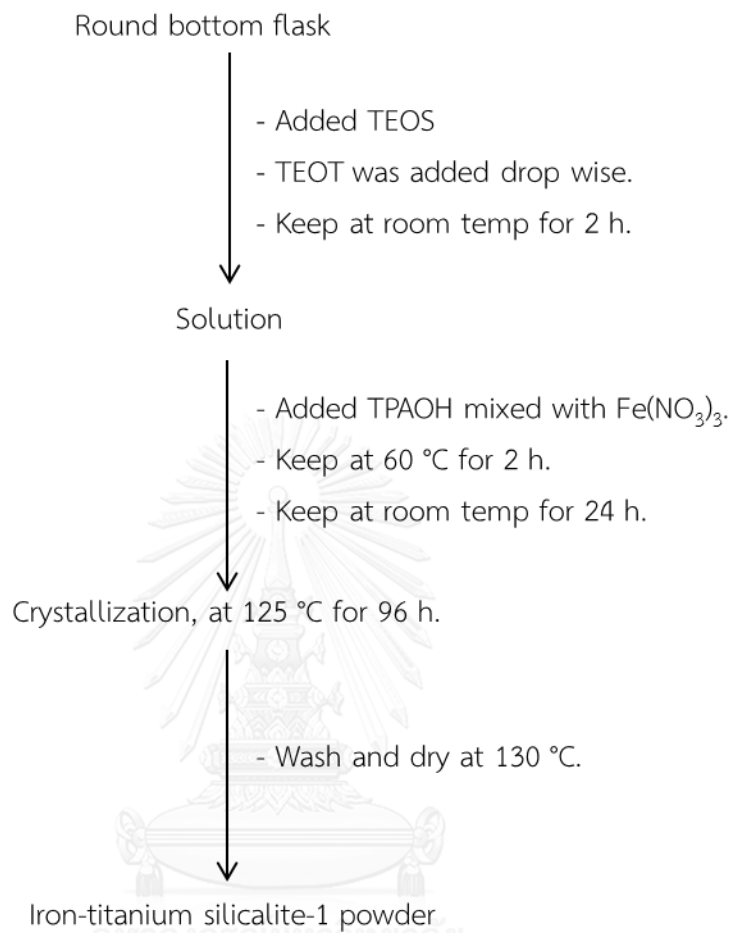 Round bottom flask
- Added TEOS
- TEOT was added drop wise.
- Keep at room temp for 2 h.
Solution
- Added TPAOH mixed with Fe(NO₃)₃.
- Keep at 60 °C for 2 h.
- Keep at room temp for 24 h.
Crystallization, at 125 °C for 96 h.
- Wash and dry at 130 °C.
Iron-titanium silicalite-1 powder